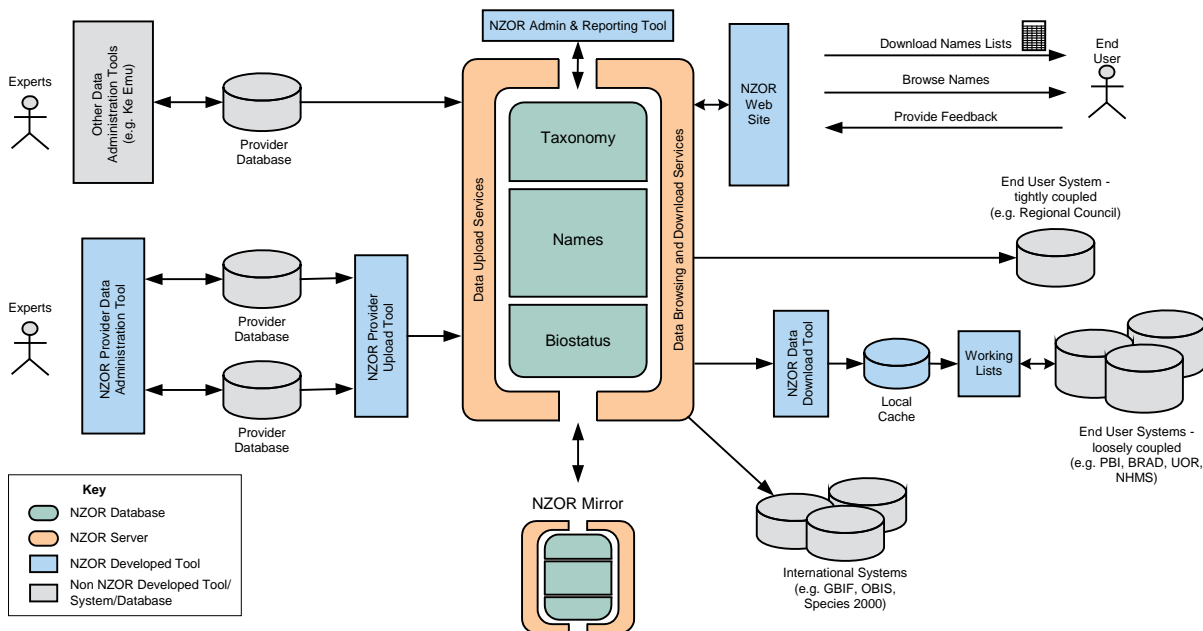 NZOR Admin & Reporting Tool
Experts
Other Data
Administration Tools
(e.g. Ke Emu)
Provider
Database
Data Upload Services
Taxonomy
Names
Biostatus
Data Browsing and Download Services
NZOR
Web
Site
Download Names Lists
Browse Names
Provide Feedback
End
User
End User System -
tightly coupled
(e.g. Regional Council)
Experts
NZOR Provider Data
Administration Tool
Provider
Database
Provider
Database
NZOR Provider
Upload Tool
NZOR Data
Download Tool
Local
Cache
Working
Lists
End User Systems -
loosely coupled
(e.g. PBI, BRAD, UOR,
NHMS)
NZOR Mirror
International Systems
(e.g. GBIF, OBIS,
Species 2000)
Key
NZOR Database
NZOR Server
NZOR Developed Tool
Non NZOR Developed Tool/
System/Database